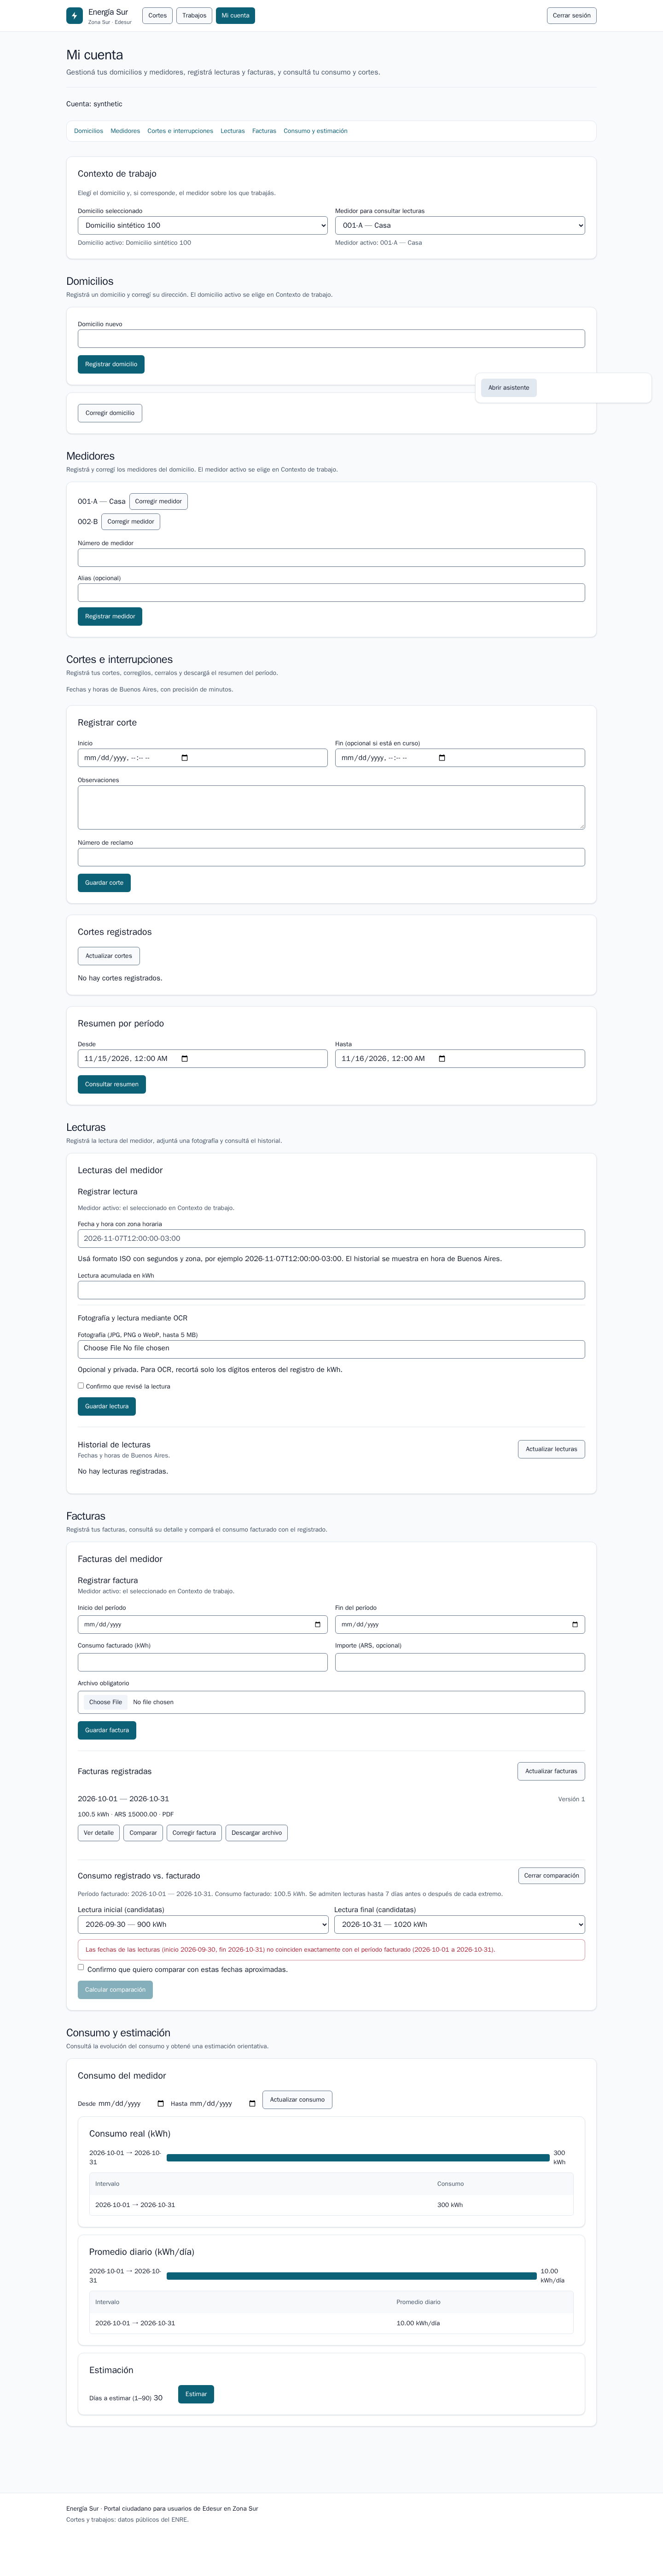 Energía Sur
Zona Sur · Edesur
Cortes
Trabajos
Mi cuenta
Cerrar sesión
Mi cuenta
Gestioná tus domicilios y medidores, registrá lecturas y facturas, y consultá tu consumo y cortes.
Cuenta: synthetic
Domicilios Medidores Cortes e interrupciones Lecturas Facturas Consumo y estimación
Contexto de trabajo
Elegí el domicilio y, si corresponde, el medidor sobre los que trabajás.
Domicilio seleccionado
Domicilio sintético 100
Domicilio activo: Domicilio sintético 100
Medidor para consultar lecturas
001-A — Casa
Medidor activo: 001-A — Casa
Domicilios
Registrá un domicilio y corregí su dirección. El domicilio activo se elige en Contexto de trabajo.
Domicilio nuevo
Registrar domicilio
Abrir asistente
Corregir domicilio
Medidores
Registrá y corregí los medidores del domicilio. El medidor activo se elige en Contexto de trabajo.
001-A — Casa Corregir medidor
002-B Corregir medidor
Número de medidor
Alias (opcional)
Registrar medidor
Cortes e interrupciones
Registrá tus cortes, corregilos, cerralos y descargá el resumen del período.
Fechas y horas de Buenos Aires, con precisión de minutos.
Registrar corte
Inicio
mm/dd/yyyy, --:-- --
Fin (opcional si está en curso)
mm/dd/yyyy, --:-- --
Observaciones
Número de reclamo
Guardar corte
Cortes registrados
Actualizar cortes
No hay cortes registrados.
Resumen por período
Desde
11/15/2026, 12:00 AM
Hasta
11/16/2026, 12:00 AM
Consultar resumen
Lecturas
Registrá la lectura del medidor, adjuntá una fotografía y consultá el historial.
Lecturas del medidor
Registrar lectura
Medidor activo: el seleccionado en Contexto de trabajo.
Fecha y hora con zona horaria
2026-11-07T12:00:00-03:00
Usá formato ISO con segundos y zona, por ejemplo 2026-11-07T12:00:00-03:00. El historial se muestra en hora de Buenos Aires.
Lectura acumulada en kWh
Fotografía y lectura mediante OCR
Fotografía (JPG, PNG o WebP, hasta 5 MB)
Choose File No file chosen
Opcional y privada. Para OCR, recortá solo los dígitos enteros del registro de kWh.
Confirmo que revisé la lectura
Guardar lectura
Historial de lecturas
Fechas y horas de Buenos Aires.
Actualizar lecturas
No hay lecturas registradas.
Facturas
Registrá tus facturas, consultá su detalle y compará el consumo facturado con el registrado.
Facturas del medidor
Registrar factura
Medidor activo: el seleccionado en Contexto de trabajo.
Inicio del período
mm/dd/yyyy
Fin del período
mm/dd/yyyy
Consumo facturado (kWh)
Importe (ARS, opcional)
Archivo obligatorio
Choose File No file chosen
Guardar factura
Facturas registradas
Actualizar facturas
2026-10-01 — 2026-10-31
Versión 1
100.5 kWh · ARS 15000.00 · PDF
Ver detalle
Comparar
Corregir factura
Descargar archivo
Consumo registrado vs. facturado
Cerrar comparación
Período facturado: 2026-10-01 — 2026-10-31. Consumo facturado: 100.5 kWh. Se admiten lecturas hasta 7 días antes o después de cada extremo.
Lectura inicial (candidatas)
2026-09-30 — 900 kWh
Lectura final (candidatas)
2026-10-31 — 1020 kWh
Las fechas de las lecturas (inicio 2026-09-30, fin 2026-10-31) no coinciden exactamente con el período facturado (2026-10-01 a 2026-10-31).
Confirmo que quiero comparar con estas fechas aproximadas.
Calcular comparación
Consumo y estimación
Consultá la evolución del consumo y obtené una estimación orientativa.
Consumo del medidor
Desde mm/dd/yyyy Hasta mm/dd/yyyy Actualizar consumo
Consumo real (kWh)
2026-10-01 → 2026-10-31
300 kWh
Intervalo Consumo
2026-10-01 → 2026-10-31 300 kWh
Promedio diario (kWh/día)
2026-10-01 → 2026-10-31
10.00 kWh/día
Intervalo Promedio diario
2026-10-01 → 2026-10-31 10.00 kWh/día
Estimación
Días a estimar (1–90) 30 Estimar
Energía Sur · Portal ciudadano para usuarios de Edesur en Zona Sur
Cortes y trabajos: datos públicos del ENRE.